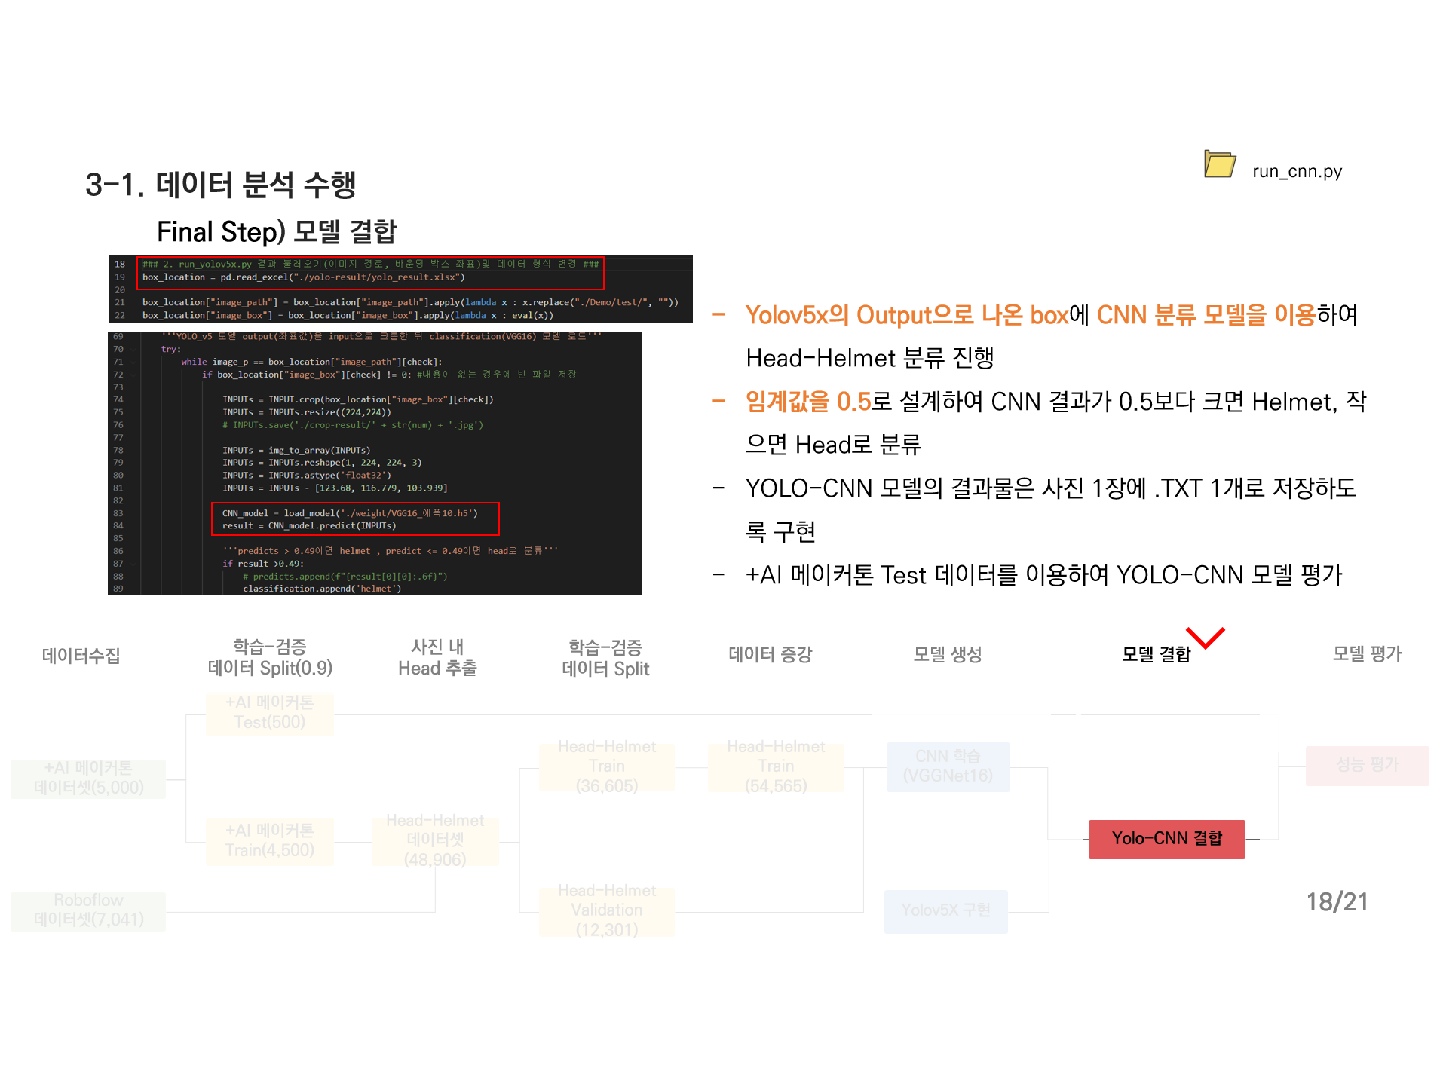 run_cnn.py
3-1. 데이터 분석 수행
Final Step) 모델 결합
18 ### 2. run_yolov5x.py 결과 불러오기(이미지 경로, 바운딩 박스 좌표)및 데이터 형식 변경 ###
19 box_location = pd.read_excel("./yolo-result/yolo_result.xlsx")
20
21 box_location["image_path"] = box_location["image_path"].apply(lambda x : x.replace("./Demo/test/", ""))
22 box_location["image_box"] = box_location["image_box"].apply(lambda x : eval(x))
69 '''YOLO_v5 모델 output(좌표값)을 input으로 크롭한 뒤 classification(VGG16) 모델 로드'''
70 try:
71 while image_p == box_location["image_path"][check]:
72 if box_location["image_box"][check] != 0: #내용이 없는 경우에 빈 파일 저장
73
74 INPUTs = INPUT.crop(box_location["image_box"][check])
75 INPUTs = INPUTs.resize((224,224))
76 # INPUTs.save('./crop-result/' + str(num) + '.jpg')
77
78 INPUTs = img_to_array(INPUTs)
79 INPUTs = INPUTs.reshape(1, 224, 224, 3)
80 INPUTs = INPUTs.astype('float32')
81 INPUTs = INPUTs - [123.68, 116.779, 103.939]
82
83 CNN_model = load_model('./weight/VGG16_에폭10.h5')
84 result = CNN_model.predict(INPUTs)
85
86 '''predicts > 0.49이면 helmet , predict <= 0.49이면 head로 분류'''
87 if result >0.49:
88 # predicts.append(f"{result[0][0]:.6f}")
89 classification.append('helmet')
- Yolov5x의 Output으로 나온 box에 CNN 분류 모델을 이용하여
Head-Helmet 분류 진행
- 임계값을 0.5로 설계하여 CNN 결과가 0.5보다 크면 Helmet, 작
으면 Head로 분류
- YOLO-CNN 모델의 결과물은 사진 1장에 .TXT 1개로 저장하도
록 구현
- +AI 메이커톤 Test 데이터를 이용하여 YOLO-CNN 모델 평가
데이터수집
학습-검증
데이터 Split(0.9)
사진 내
Head 추출
학습-검증
데이터 Split
데이터 증강
모델 생성
모델 결합
모델 평가
+AI 메이커톤
Test(500)
+AI 메이커톤
데이터셋(5,000)
+AI 메이커톤
Train(4,500)
Roboflow
데이터셋(7,041)
Head-Helmet
데이터셋
(48,906)
Head-Helmet
Train
(36,605)
Head-Helmet
Train
(54,565)
Head-Helmet
Validation
(12,301)
CNN 학습
(VGGNet16)
Yolov5X 구현
Yolo-CNN 결합
성능 평가
18/21